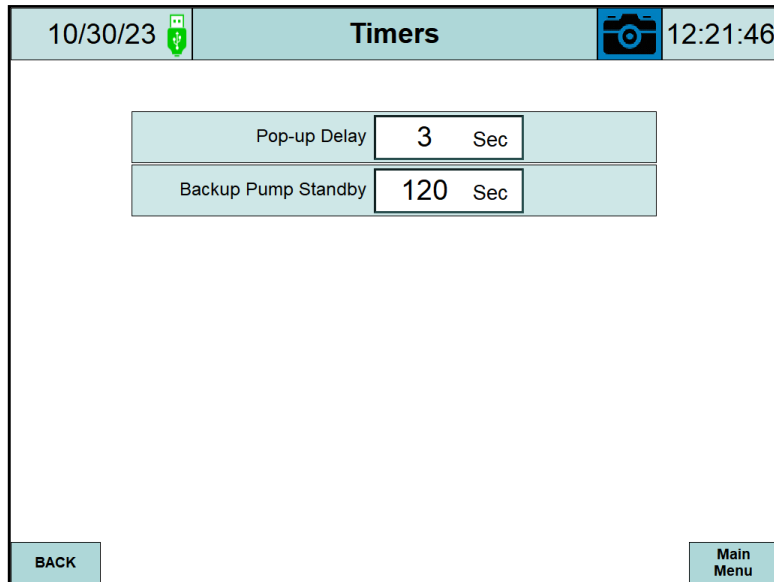 10/30/23 Timers 12:21:46
Pop-up Delay 3 Sec
Backup Pump Standby 120 Sec
BACK
Main
Menu